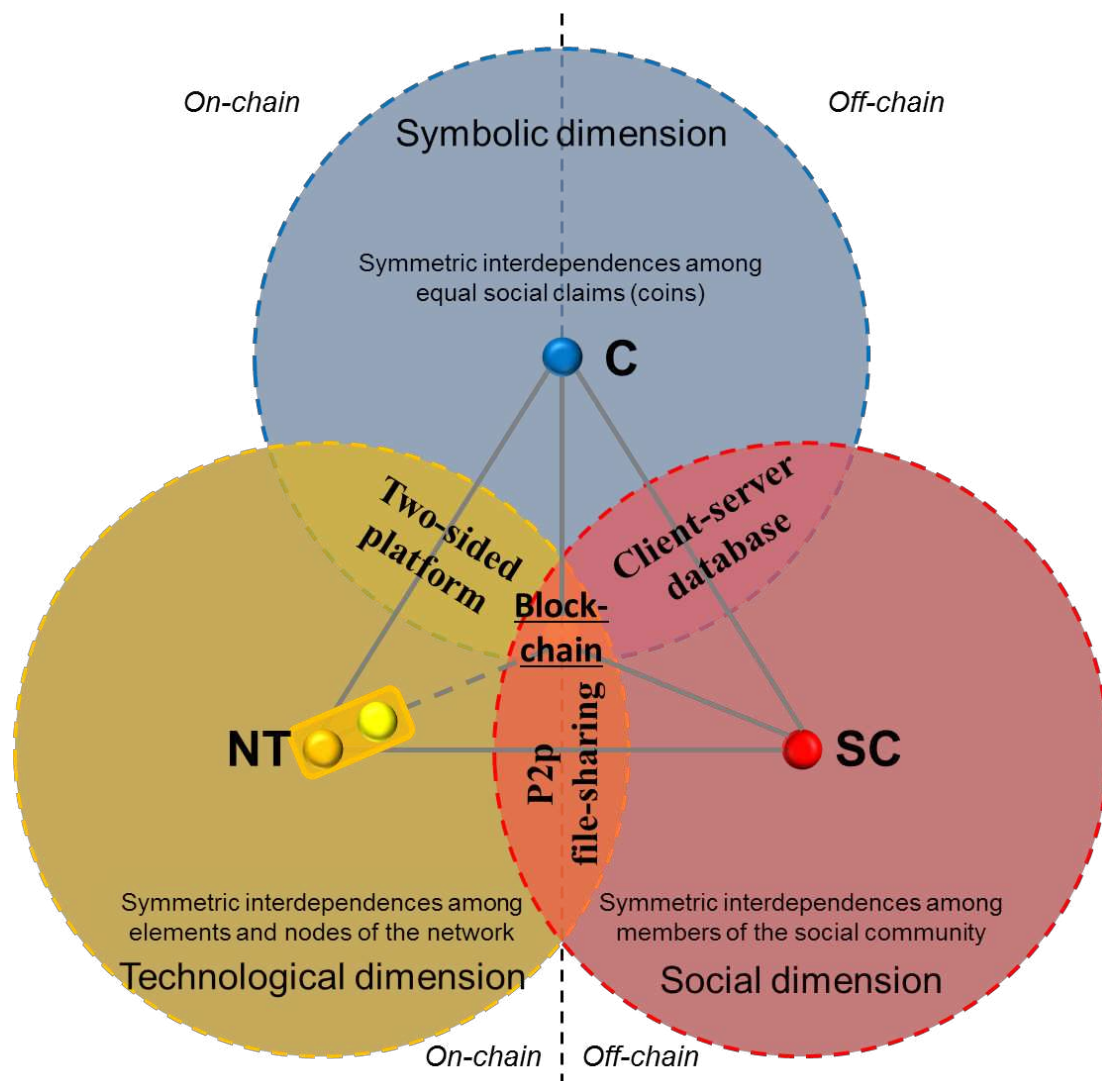 On-chain
Off-chain
Symbolic dimension
Symmetric interdependences among
equal social claims (coins)
C
Two-sided
platform
Client-server
database
Block-
chain
NT
SC
P2p
file-sharing
Symmetric interdependences among
elements and nodes of the network
Technological dimension
Symmetric interdependences among
members of the social community
Social dimension
On-chain
Off-chain